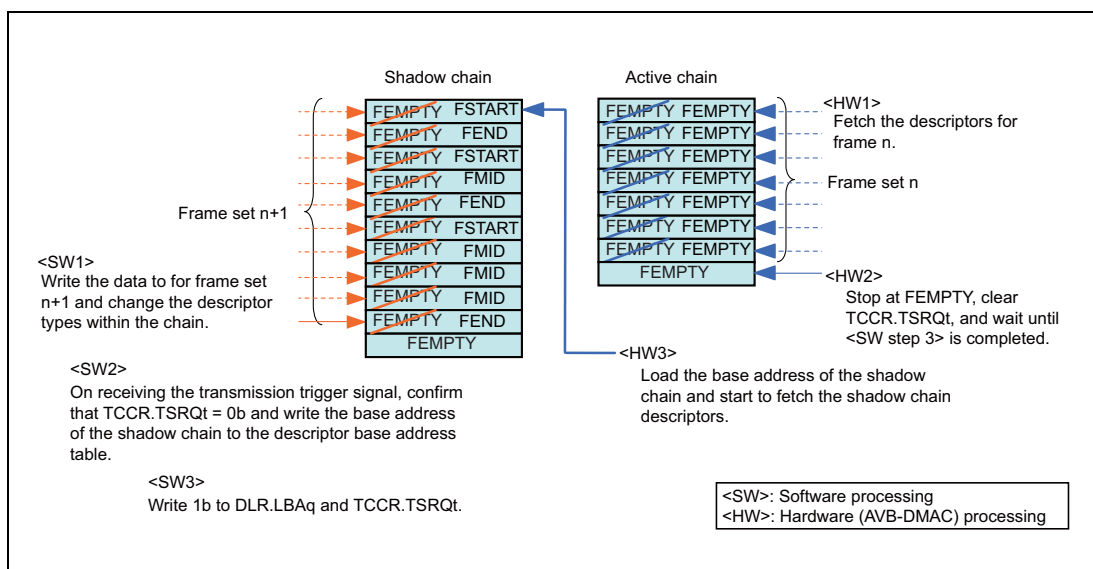 Shadow chain
Active chain
FEMPTY FSTART
FEMPTY FEND
FEMPTY FSTART
FEMPTY FMID
FEMPTY FEND
FEMPTY FSTART
FEMPTY FMID
FEMPTY FMID
FEMPTY FMID
FEMPTY FEND
FEMPTY
Frame set n+1
FEMPTY FEMPTY
FEMPTY FEMPTY
FEMPTY FEMPTY
FEMPTY FEMPTY
FEMPTY FEMPTY
FEMPTY FEMPTY
FEMPTY FEMPTY
FEMPTY
<HW1>
Fetch the descriptors for
frame n.
Frame set n
<HW2>
Stop at FEMPTY, clear
TCCR.TSRQt, and wait until
<SW step 3> is completed.
<SW1>
Write the data to for frame set
n+1 and change the descriptor
types within the chain.
<HW3>
Load the base address of the shadow
chain and start to fetch the shadow chain
descriptors.
<SW2>
On receiving the transmission trigger signal, confirm
that TCCR.TSRQt = 0b and write the base address
of the shadow chain to the descriptor base address
table.
<SW3>
Write 1b to DLR.LBAq and TCCR.TSRQt.
<SW>: Software processing
<HW>: Hardware (AVB-DMAC) processing